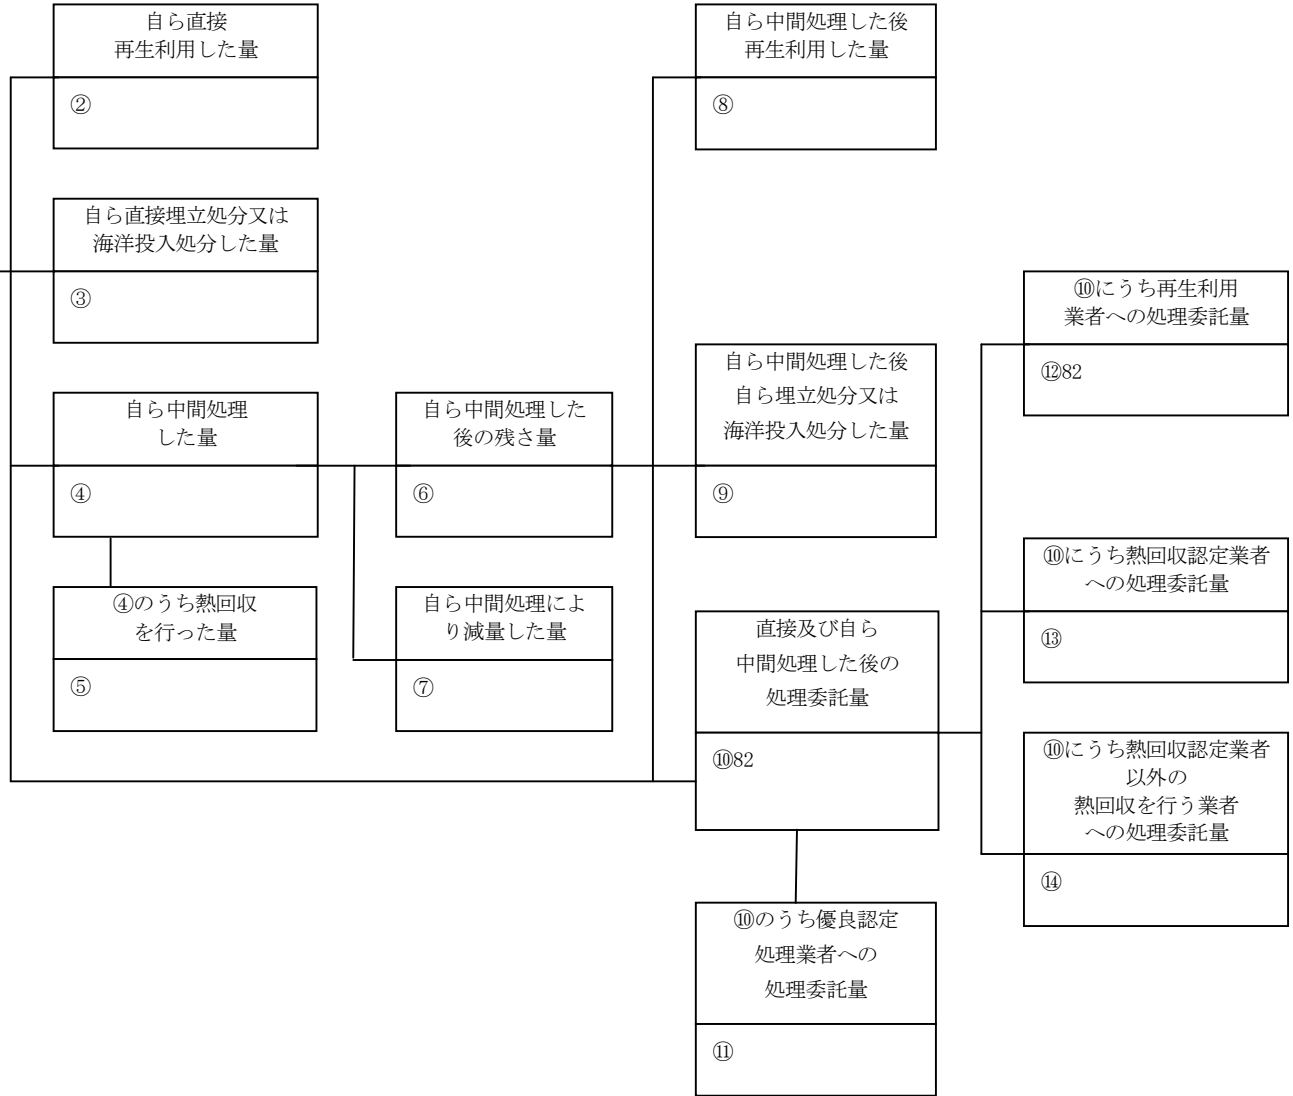 自ら直接
再生利用した量
②
自ら直接埋立処分又は
海洋投入処分した量
③
自ら中間処理
した量
④
④のうち熱回収
を行った量
⑤
自ら中間処理した
後の残さ量
⑥
自ら中間処理によ
り減量した量
⑦
自ら中間処理した後
再生利用した量
⑧
自ら中間処理した後
自ら埋立処分又は
海洋投入処分した量
⑨
直接及び自ら
中間処理した後の
処理委託量
⑩82
⑩のうち優良認定
処理業者への
処理委託量
⑪
⑩にうち再生利用
業者への処理委託量
⑫82
⑩にうち熱回収認定業者
への処理委託量
⑬
⑩にうち熱回収認定業者
以外の
熱回収を行う業者
への処理委託量
⑭